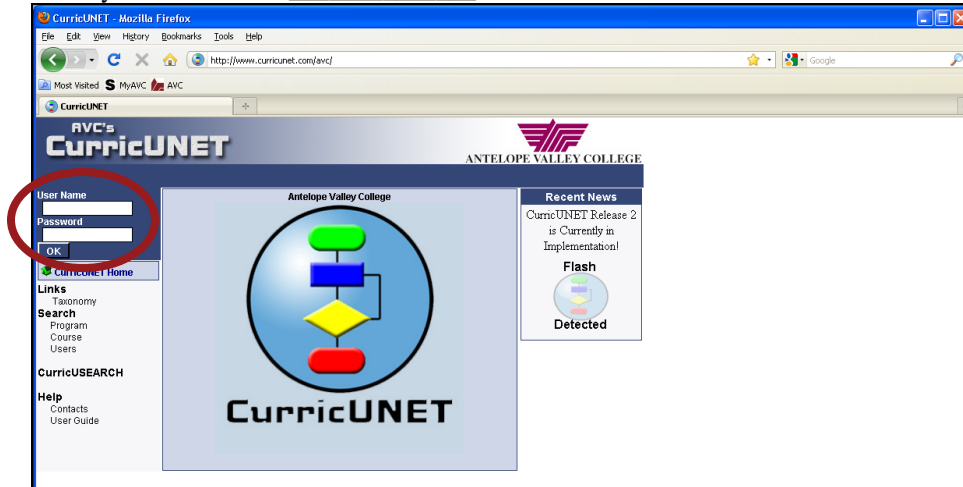 CurricUNET - Mozilla Firefox
File Edit View History Bookmarks Tools Help
http://www.curricunet.com/avc/
Google
Most Visited MyAVC AVC
CurricUNET
AVC's
CurricUNET
ANTELOPE VALLEY COLLEGE
User Name
Password
OK
CurricUNET Home
Links
Taxonomy
Search
Program
Course
Users
CurricUSEARCH
Help
Contacts
User Guide
Antelope Valley College
CurricUNET
Recent News
CurricUNET Release 2
is Currently in
Implementation!
Flash
Detected